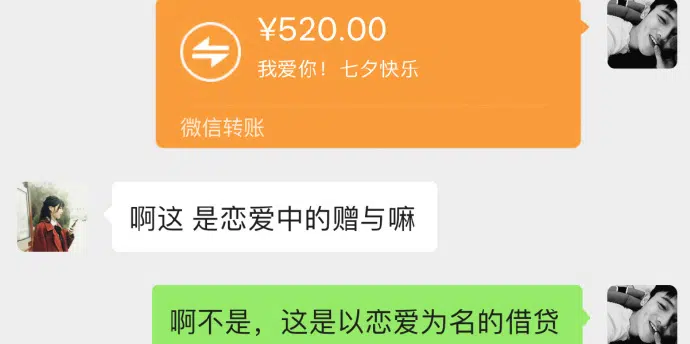 ¥520.00
我爱你！七夕快乐
微信转账
啊这 是恋爱中的赠与嘛
啊不是，这是以恋爱为名的借贷